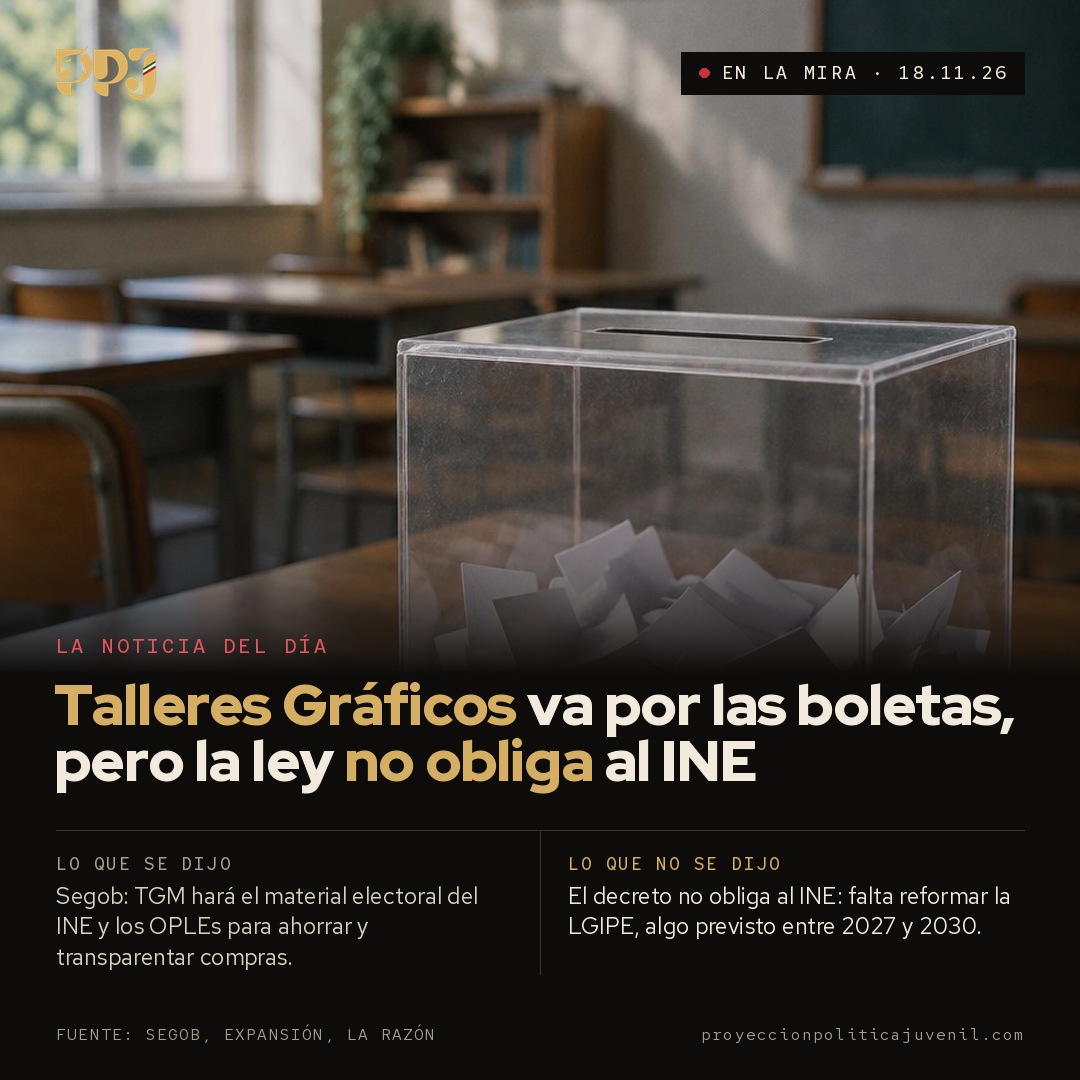 PPJ
EN LA MIRA · 18.11.26
LA NOTICIA DEL DÍA
Talleres Gráficos va por las boletas,
pero la ley no obliga al INE
LO QUE SE DIJO
Segob: TGM hará el material electoral del
INE y los OPLEs para ahorrar y
transparentar compras.
LO QUE NO SE DIJO
El decreto no obliga al INE: falta reformar la
LGIPE, algo previsto entre 2027 y 2030.
FUENTE: SEGOB, EXPANSIÓN, LA RAZÓN
proyeccionpoliticajuvenil.com